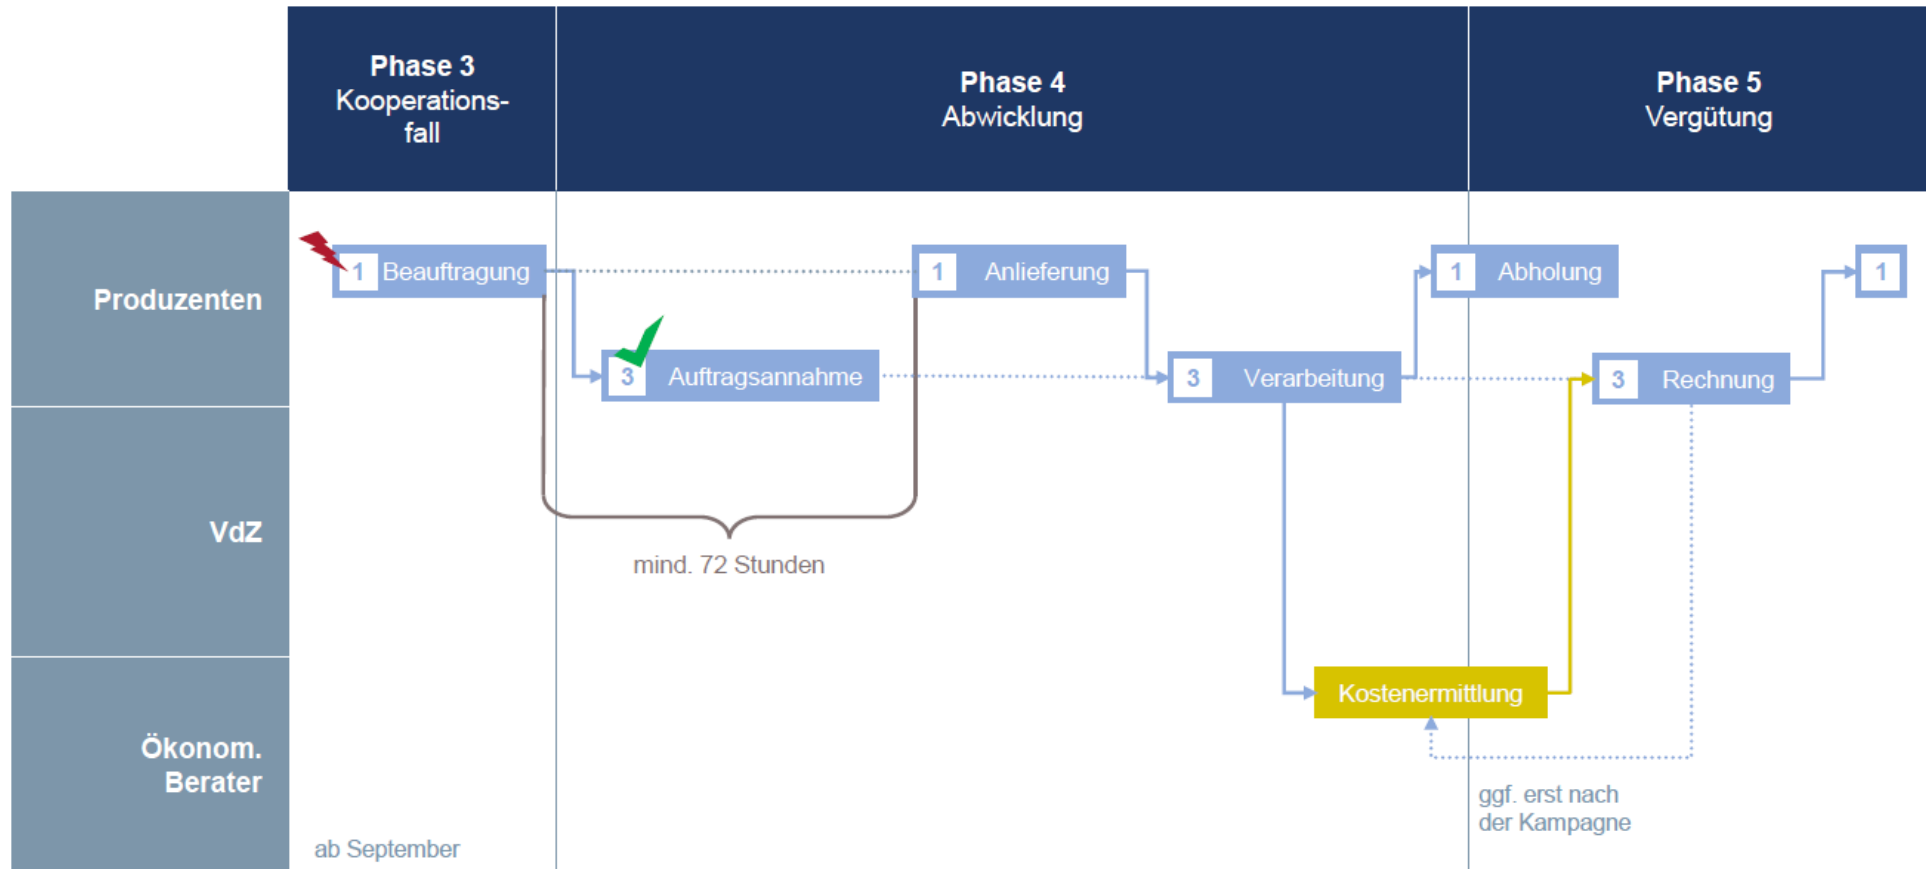 Phase 3
Kooperations-
fall
Phase 4
Abwicklung
Phase 5
Vergütung
Produzenten
1 Beauftragung
1 Anlieferung
1 Abholung
1
3 Auftragsannahme
3 Verarbeitung
3 Rechnung
VdZ
mind. 72 Stunden
Ökonom.
Berater
Kostenermittlung
ggf. erst nach
der Kampagne
ab September